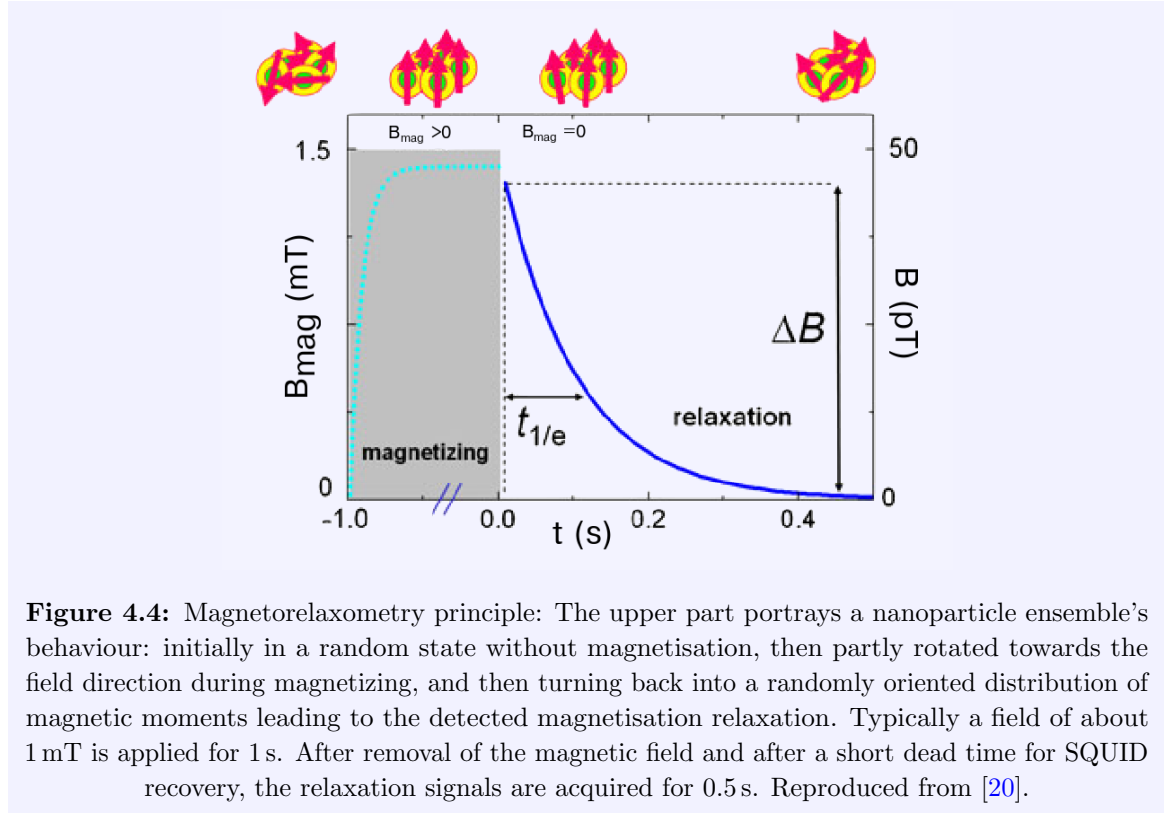 B_mag >0
B_mag =0
1.5
50
B_mag (mT)
B (pT)
ΔB
t_1/e
relaxation
magnetizing
0
0
-1.0
0.0
0.2
0.4
t (s)
Figure 4.4: Magnetorelaxometry principle: The upper part portrays a nanoparticle ensemble's
behaviour: initially in a random state without magnetisation, then partly rotated towards the
field direction during magnetizing, and then turning back into a randomly oriented distribution of
magnetic moments leading to the detected magnetisation relaxation. Typically a field of about
1 mT is applied for 1 s. After removal of the magnetic field and after a short dead time for SQUID
recovery, the relaxation signals are acquired for 0.5 s. Reproduced from [20].